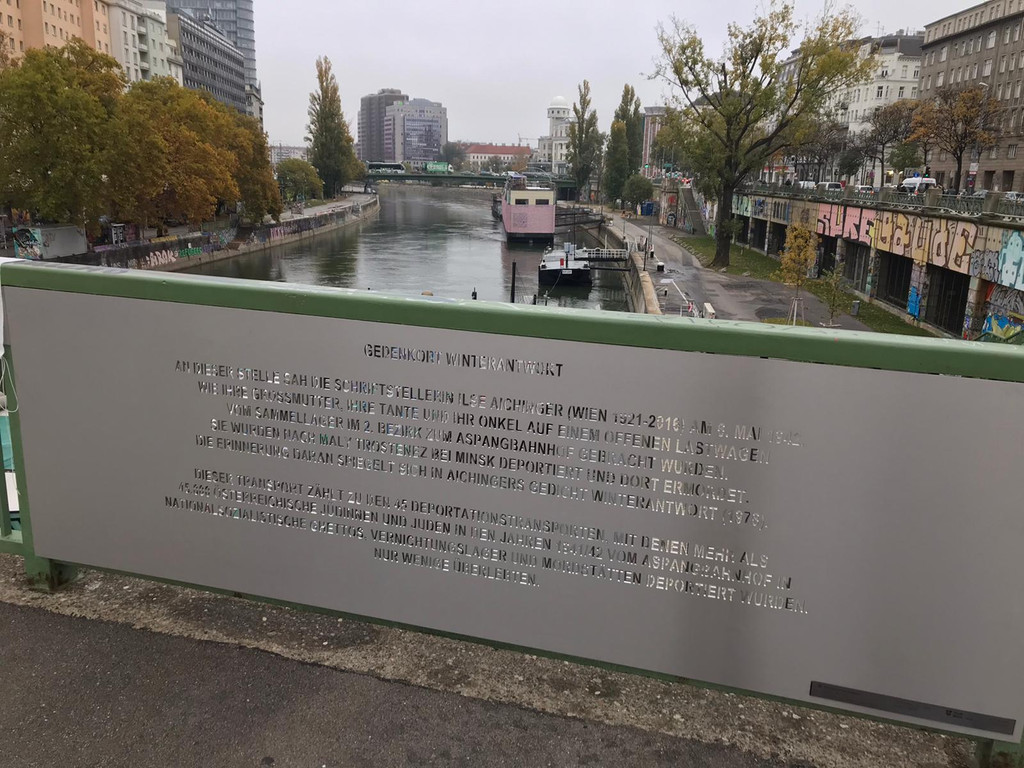 GEDENKORT WINTERANTWORT
AN DIESER STELLE SAH DIE SCHRIFTSTELLERIN ILSE AICHINGER (WIEN 1921-2016) AM 6. MAI 1942
WIE IHRE GROSSMUTTER, IHRE TANTE UND IHR ONKEL AUF EINEM OFFENEN LASTWAGEN
VOM SAMMELLAGER IM 2. BEZIRK ZUM ASPANGBAHNHOF GEBRACHT WURDEN.
SIE WURDEN NACH MALY TROSTENEZ BEI MINSK DEPORTIERT UND DORT ERMORDET.
DIE ERINNERUNG DARAN SPIEGELT SICH IN AICHINGERS GEDICHT WINTERANTWORT (1978).
DIESER TRANSPORT ZÄHLT ZU DEN 45 DEPORTATIONSTRANSPORTEN, MIT DENEN MEHR ALS
45.000 ÖSTERREICHISCHE JÜDINNEN UND JUDEN IN DEN JAHREN 1941/42 VOM ASPANGBAHNHOF IN
NATIONALSOZIALISTISCHE GHETTOS, VERNICHTUNGSLAGER UND MORDSTÄTTEN DEPORTIERT WURDEN.
NUR WENIGE ÜBERLEBTEN.